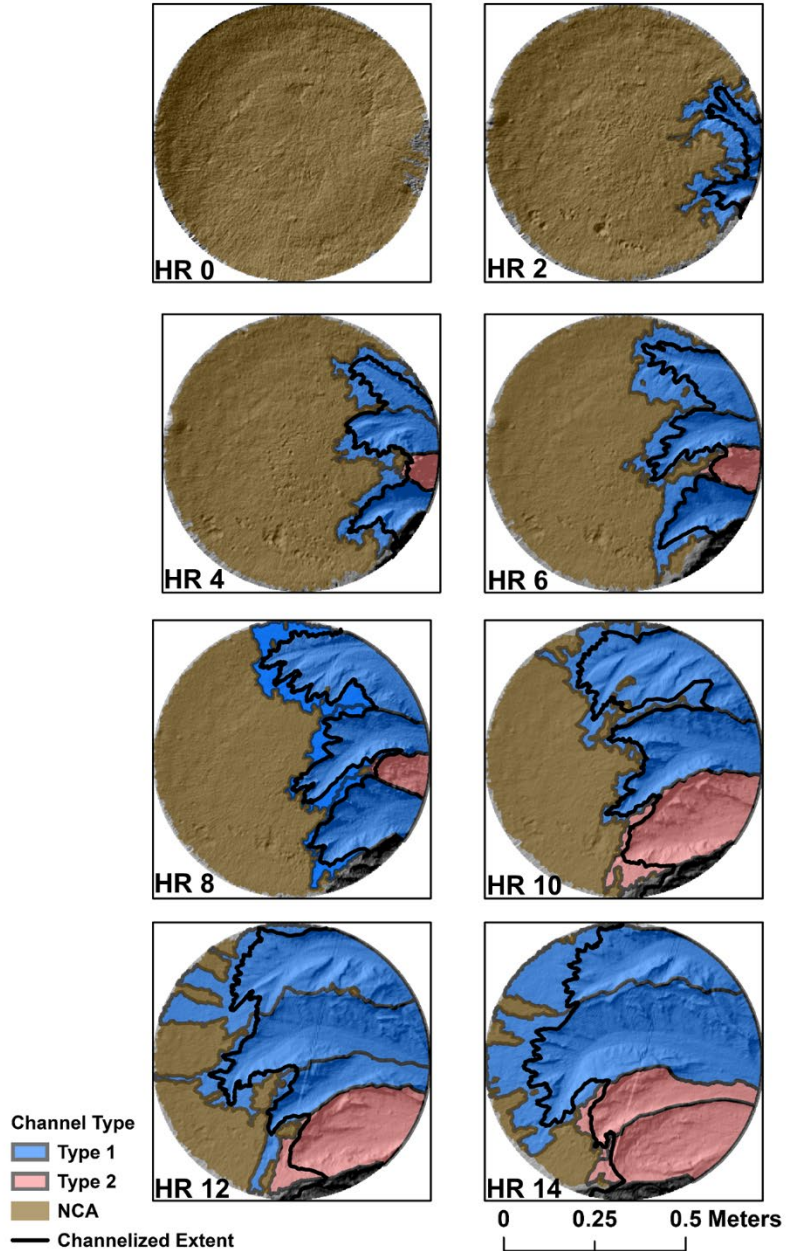 HR 0
HR 2
HR 4
HR 6
HR 8
HR 10
HR 12
HR 14
Channel Type
Type 1
Type 2
NCA
Channelized Extent
0 0.25 0.5 Meters